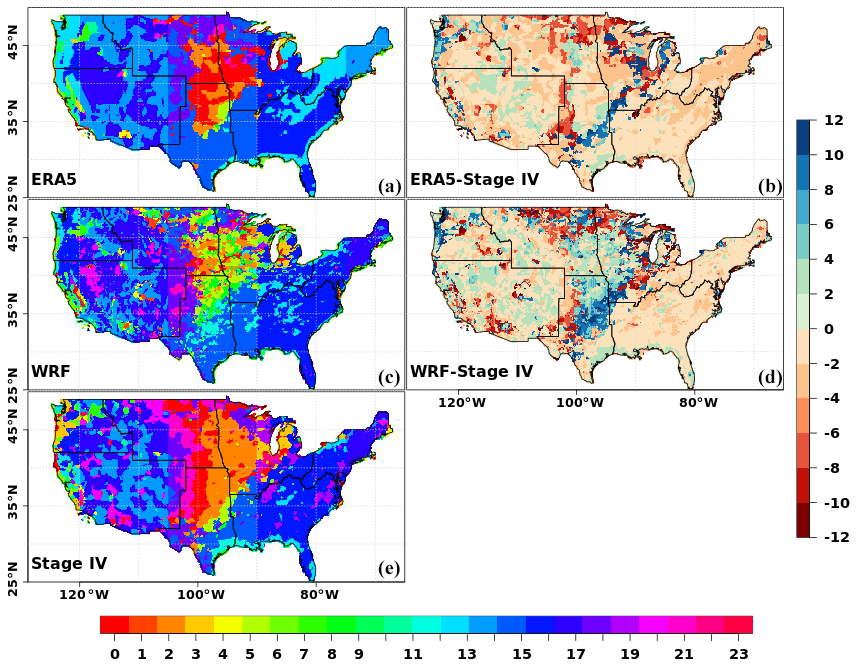 45°N
35°N
25°N
ERA5
(a)
ERA5-Stage IV
(b)
45°N
35°N
25°N
WRF
(c)
WRF-Stage IV
(d)
120°W
100°W
80°W
45°N
35°N
25°N
Stage IV
(e)
120°W
100°W
80°W
12
10
8
6
4
2
0
-2
-4
-6
-8
-10
-12
0 1 2 3 4 5 6 7 8 9 11 13 15 17 19 21 23